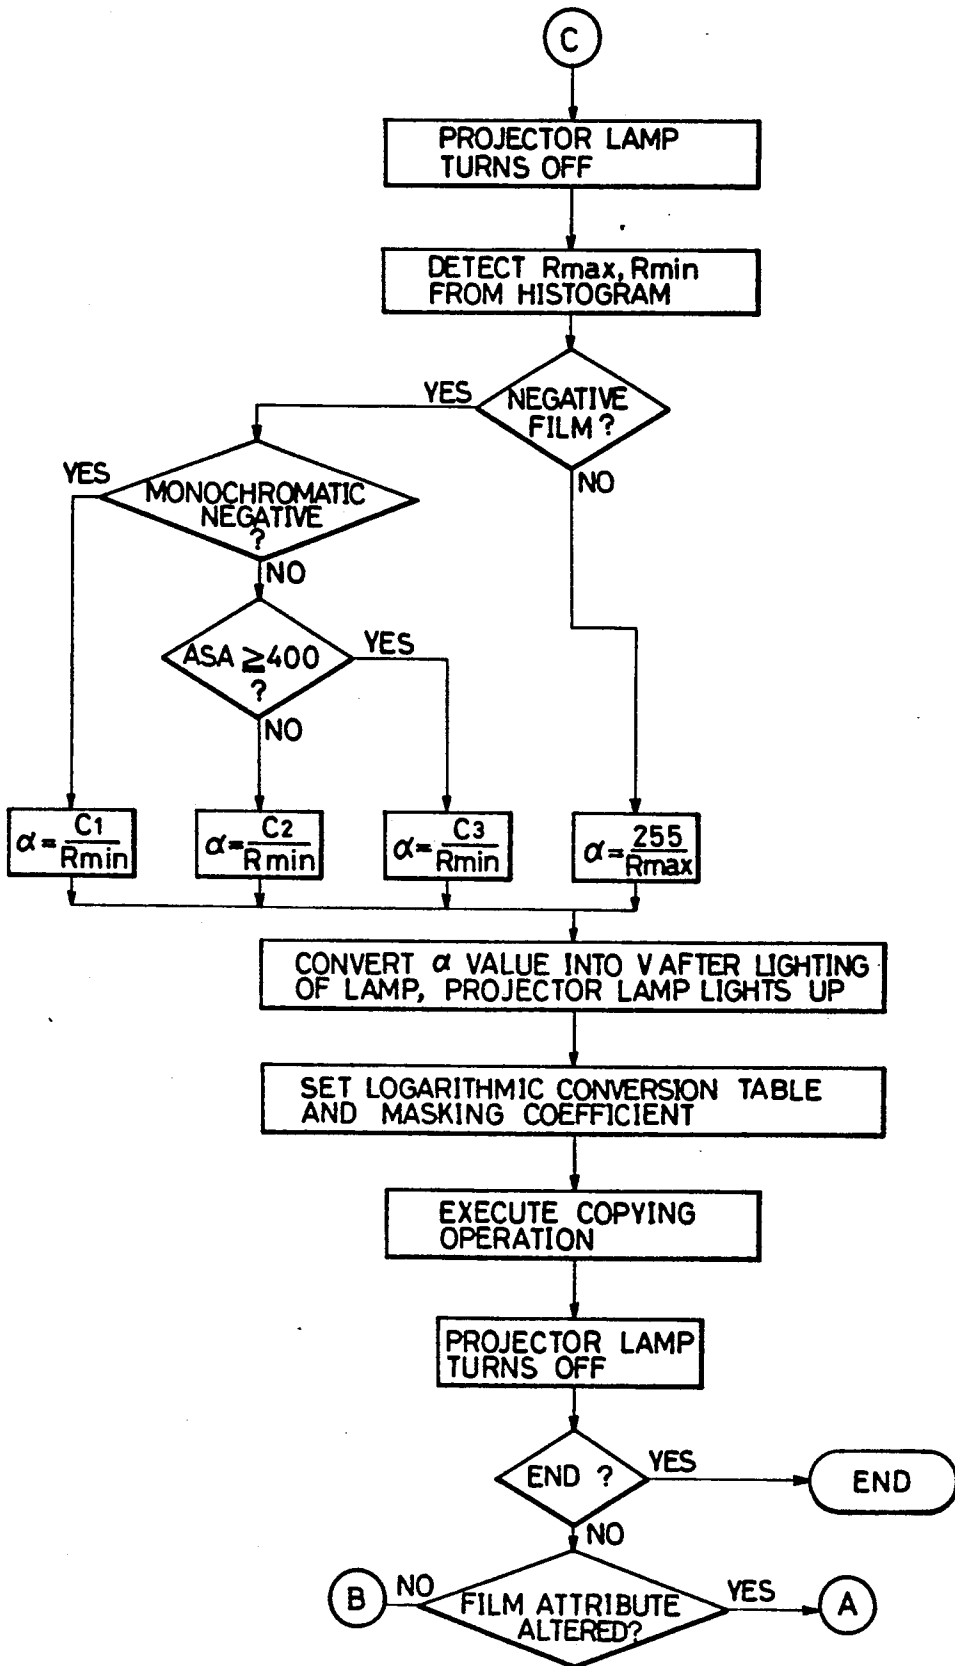 C
PROJECTOR LAMP
TURNS OFF
DETECT Rmax, Rmin
FROM HISTOGRAM
YES
NEGATIVE
FILM?
NO
YES
MONOCHROMATIC
NEGATIVE
?
NO
ASA ≧400
?
YES
NO
α=C1/Rmin
α=C2/Rmin
α=C3/Rmin
α=255/Rmax
CONVERT α VALUE INTO V AFTER LIGHTING
OF LAMP, PROJECTOR LAMP LIGHTS UP
SET LOGARITHMIC CONVERSION TABLE
AND MASKING COEFFICIENT
EXECUTE COPYING
OPERATION
PROJECTOR LAMP
TURNS OFF
END ?
YES
END
NO
B
NO
FILM ATTRIBUTE
ALTERED?
YES
A